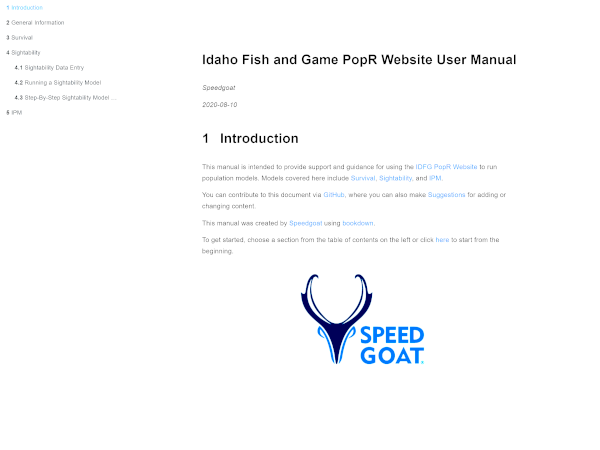 1 Introduction
2 General Information
3 Survival
4 Sightability
4.1 Sightability Data Entry
4.2 Running a Sightability Model
4.3 Step-By-Step Sightability Model ...
5 IPM
Idaho Fish and Game PopR Website User Manual
Speedgoat
2020-08-10
1 Introduction
This manual is intended to provide support and guidance for using the IDFG PopR Website to run
population models. Models covered here include Survival, Sightability, and IPM.
You can contribute to this document via GitHub, where you can also make Suggestions for adding or
changing content.
This manual was created by Speedgoat using bookdown.
To get started, choose a section from the table of contents on the left or click here to start from the
beginning.
SPEED
GOAT